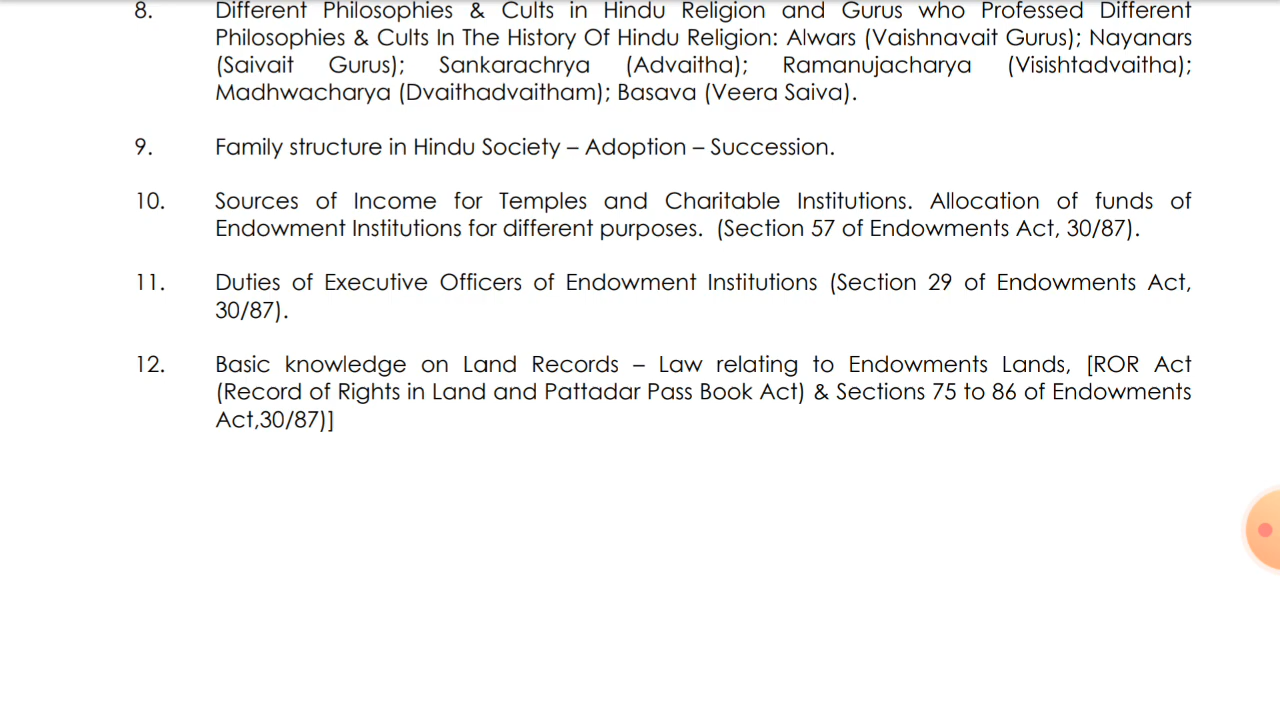 8. Different Philosophies & Cults in Hindu Religion and Gurus who Professed Different
Philosophies & Cults In The History Of Hindu Religion: Alwars (Vaishnavait Gurus); Nayanars
(Saivait Gurus); Sankarachrya (Advaitha); Ramanujacharya (Visishtadvaitha);
Madhwacharya (Dvaithadvaitham); Basava (Veera Saiva).
9. Family structure in Hindu Society – Adoption – Succession.
10. Sources of Income for Temples and Charitable Institutions. Allocation of funds of
Endowment Institutions for different purposes. (Section 57 of Endowments Act, 30/87).
11. Duties of Executive Officers of Endowment Institutions (Section 29 of Endowments Act,
30/87).
12. Basic knowledge on Land Records – Law relating to Endowments Lands, [ROR Act
(Record of Rights in Land and Pattadar Pass Book Act) & Sections 75 to 86 of Endowments
Act,30/87)]